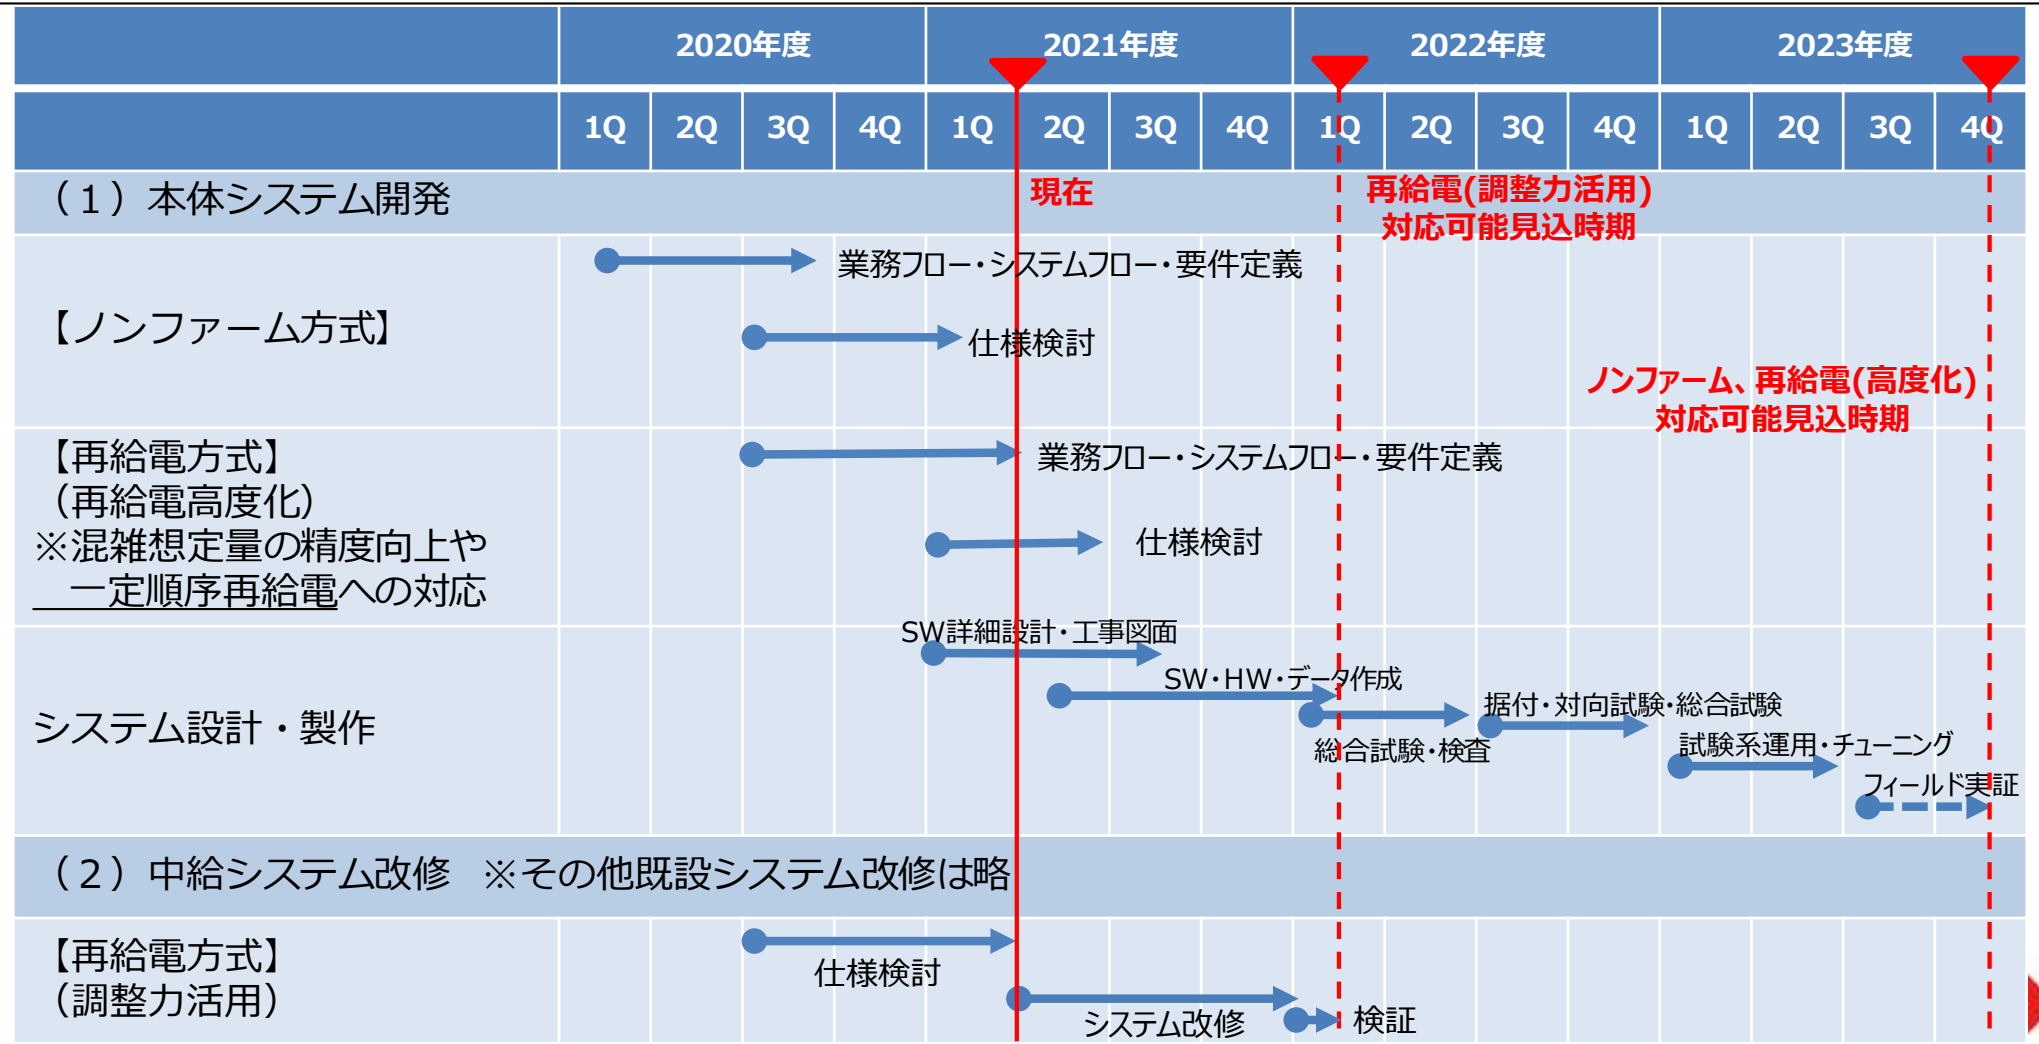 2020年度 2021年度 2022年度 2023年度
1Q 2Q 3Q 4Q 1Q 2Q 3Q 4Q 1Q 2Q 3Q 4Q 1Q 2Q 3Q 4Q
（１）本体システム開発
現在
再給電(調整力活用)
対応可能見込時期
【ノンファーム方式】
業務フロー・システムフロー・要件定義
仕様検討
ノンファーム、再給電(高度化)
対応可能見込時期
【再給電方式】
（再給電高度化）
※混雑想定量の精度向上や
一定順序再給電への対応
業務フロー・システムフロー・要件定義
仕様検討
システム設計・製作
SW詳細設計・工事図面
SW・HW・データ作成
総合試験・検査
据付・対向試験・総合試験
試験系運用・チューニング
フィールド実証
（２）中給システム改修　※その他既設システム改修は略
【再給電方式】
（調整力活用）
仕様検討
システム改修
検証